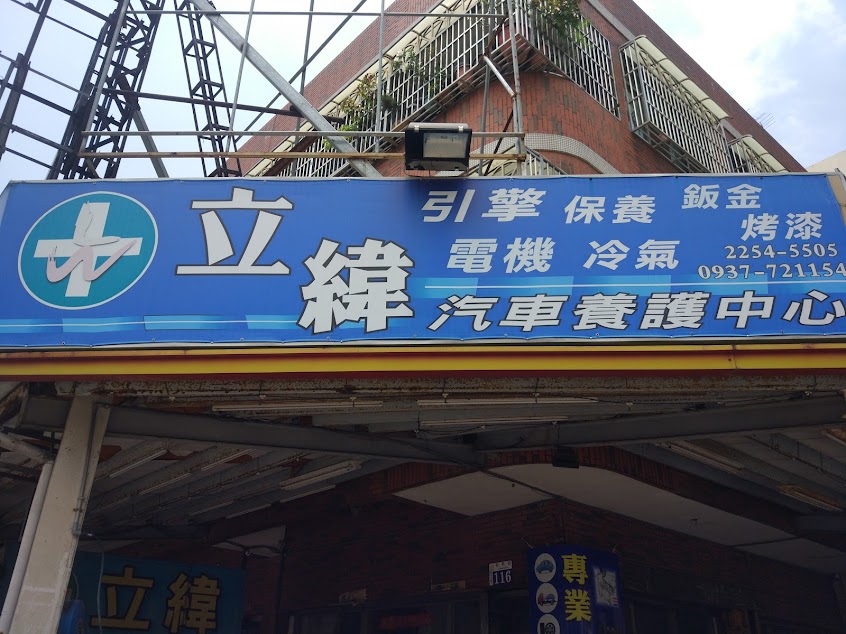 立緯
引擎 保養 鈑金
烤漆
電機 冷氣
2254-5505
0937-721154
汽車養護中心
立緯
116
專業